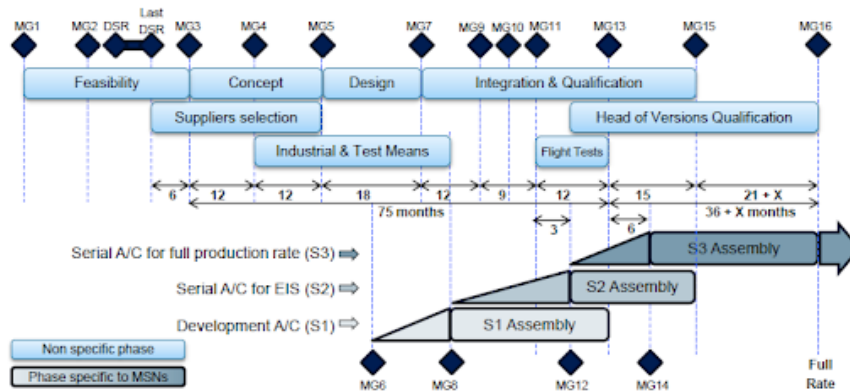 MG1 MG2 DSR Last DSR MG3 MG4 MG5 MG7 MG9 MG10 MG11 MG13 MG15 MG16
Feasibility Concept Design Integration & Qualification
Suppliers selection Head of Versions Qualification
Industrial & Test Means Flight Tests
6 12 12 18 12 9 12 15 21 + X
75 months 36 + X months
3 6
Serial A/C for full production rate (S3) S3 Assembly
Serial A/C for EIS (S2) S2 Assembly
Development A/C (S1) S1 Assembly
Non specific phase
Phase specific to MSNs
MG6 MG8 MG12 MG14 Full Rate